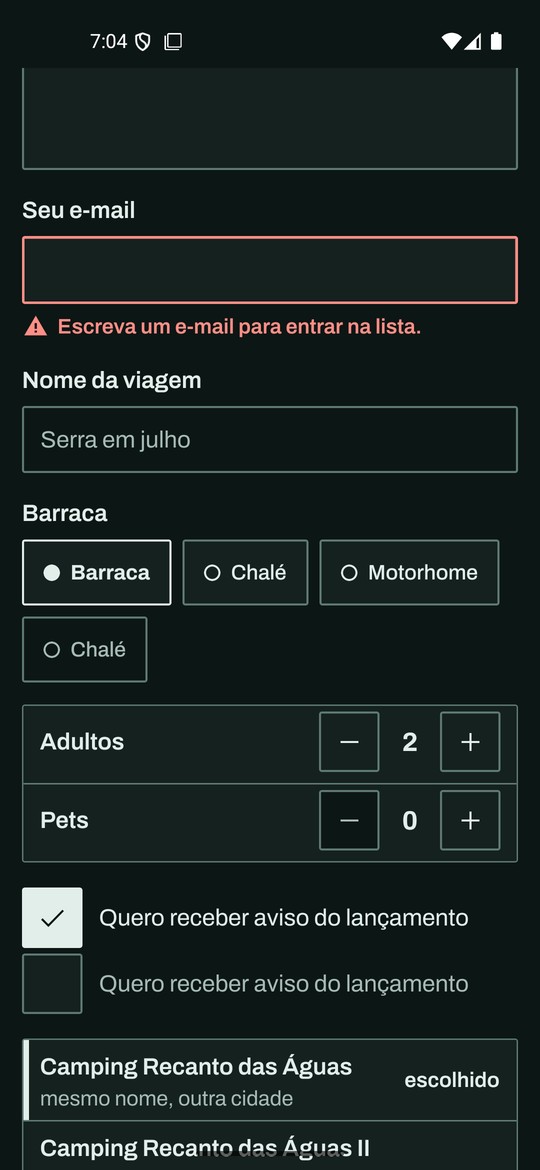 7:04
Seu e-mail
Escreva um e-mail para entrar na lista.
Nome da viagem
Serra em julho
Barraca
Barraca
Chalé
Motorhome
Chalé
Adultos
2
Pets
0
Quero receber aviso do lançamento
Quero receber aviso do lançamento
Camping Recanto das Águas
escolhido
mesmo nome, outra cidade
Camping Recanto das Águas II